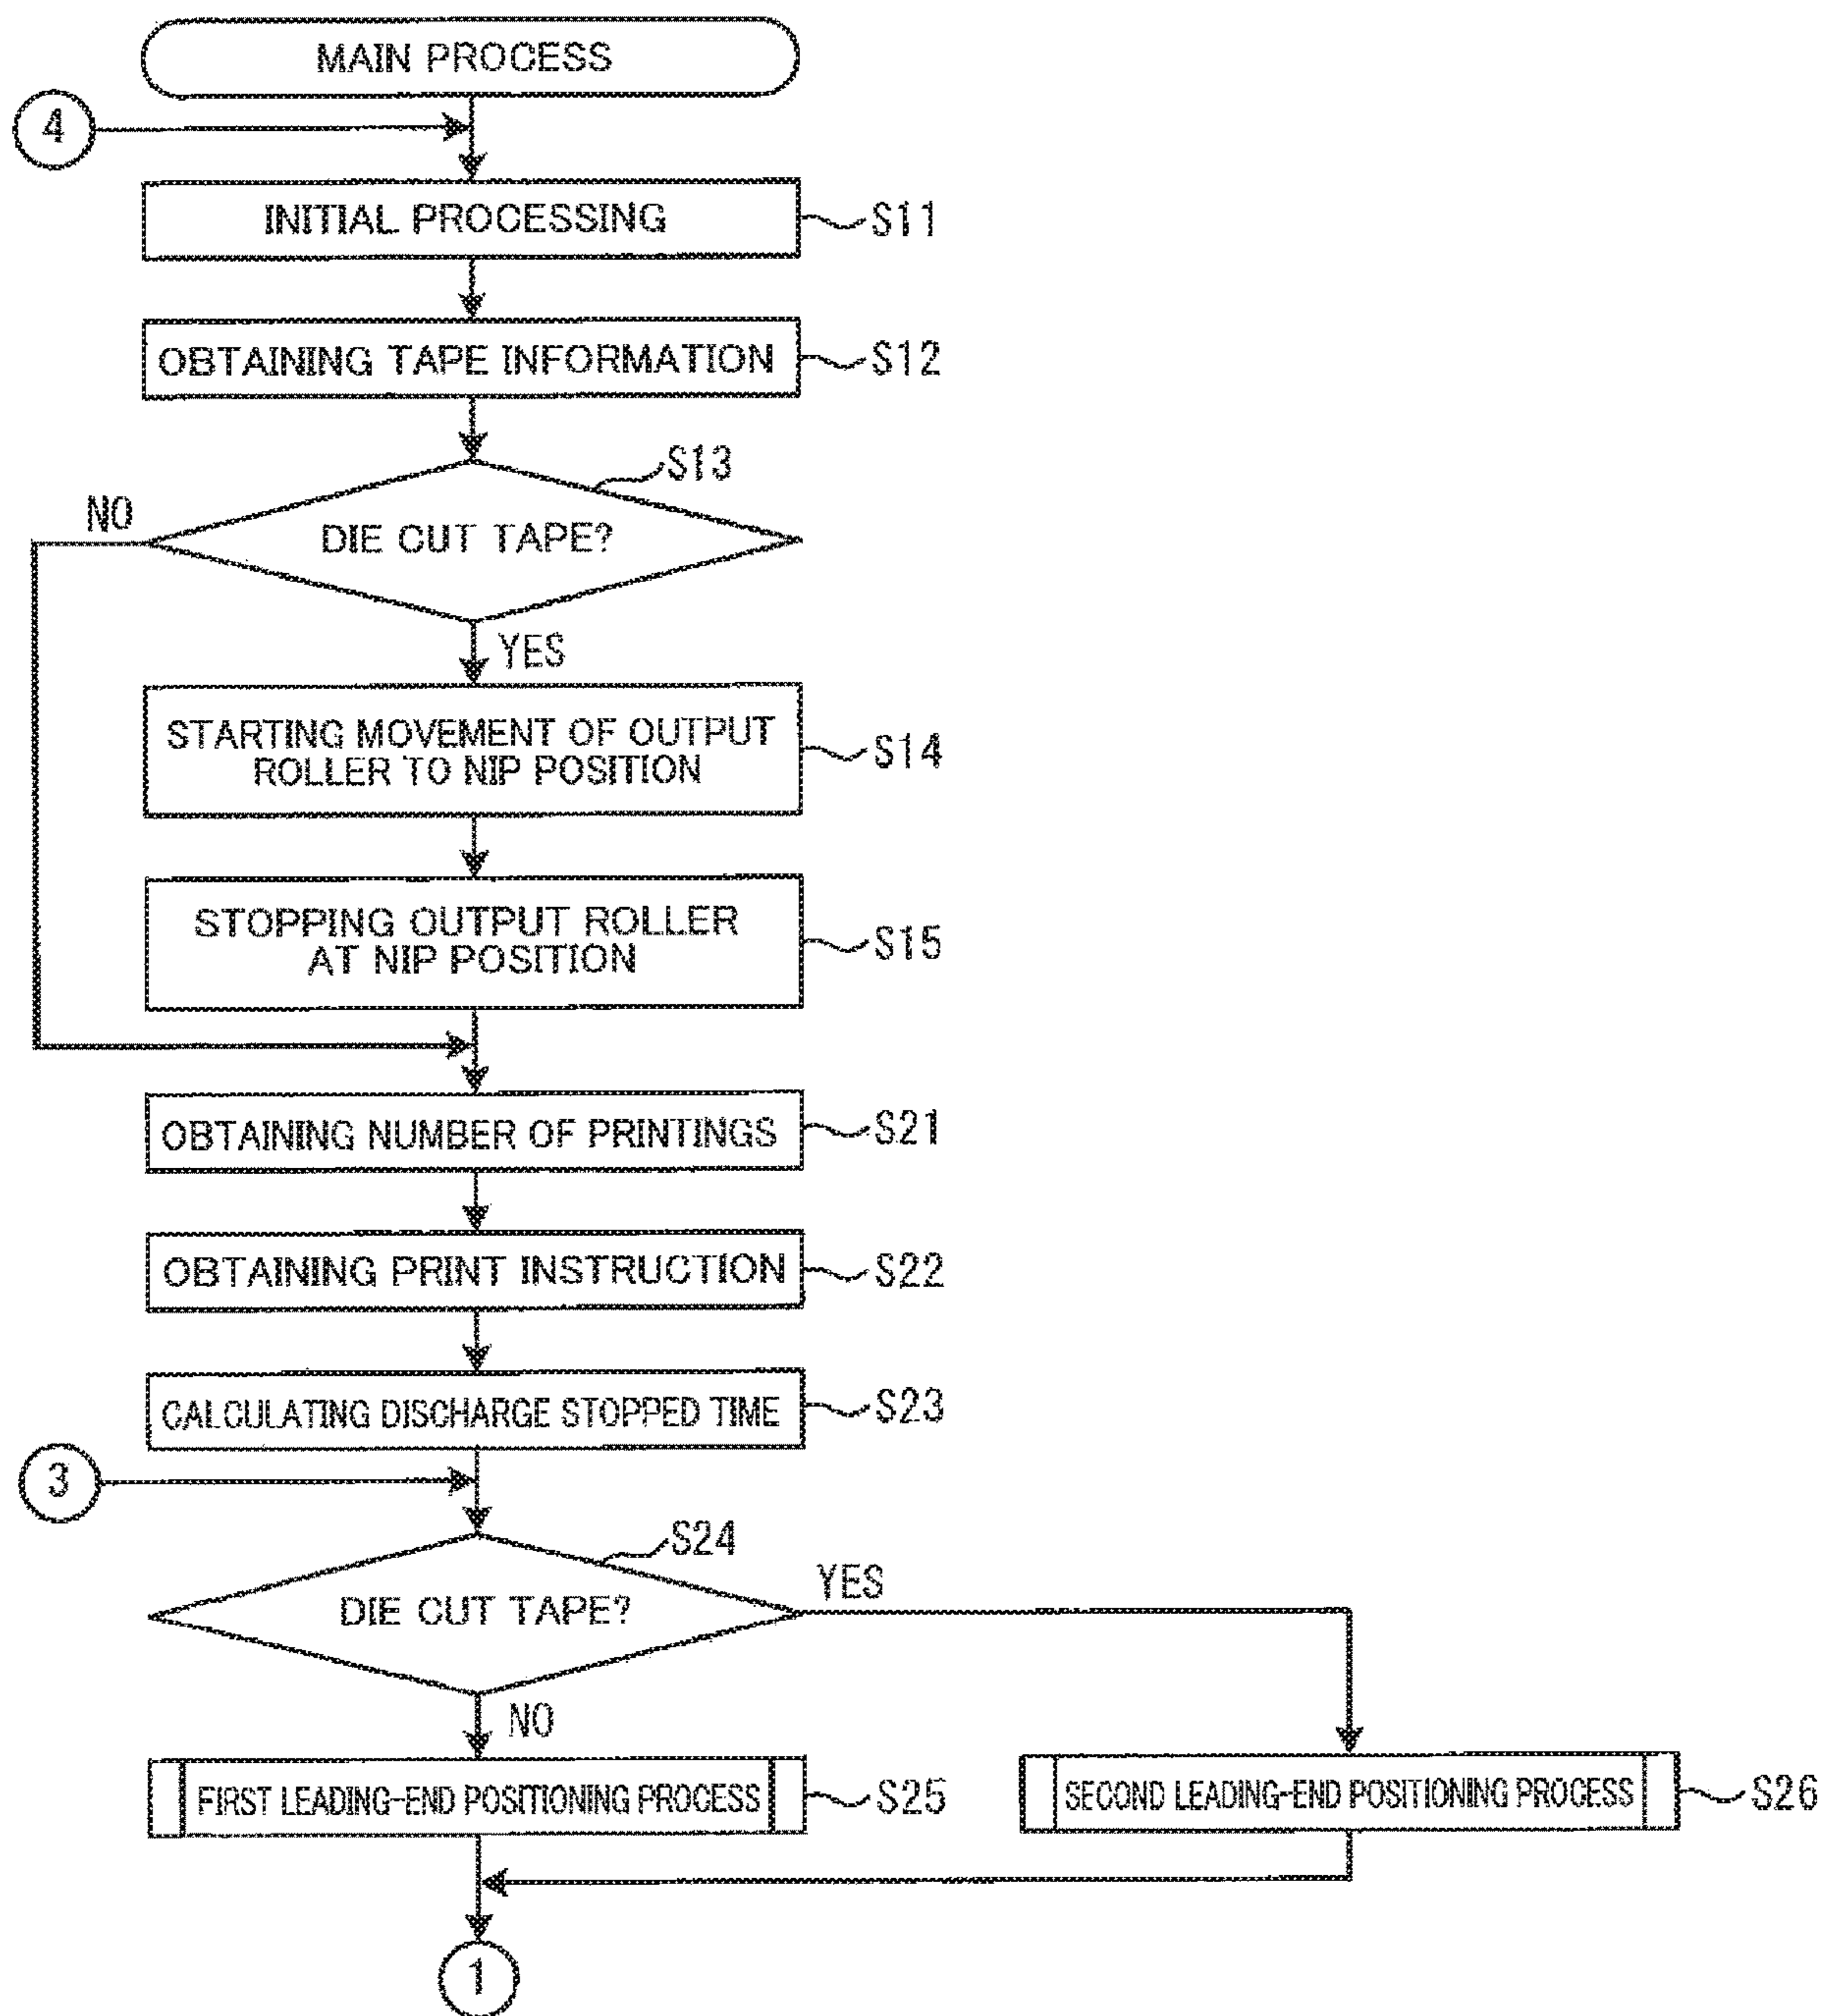 MAIN PROCESS
4
INITIAL PROCESSING
S11
OBTAINING TAPE INFORMATION
S12
S13
NO
DIE CUT TAPE?
YES
STARTING MOVEMENT OF OUTPUT
ROLLER TO NIP POSITION
S14
STOPPING OUTPUT ROLLER
AT NIP POSITION
S15
OBTAINING NUMBER OF PRINTINGS
S21
OBTAINING PRINT INSTRUCTION
S22
CALCULATING DISCHARGE STOPPED TIME
S23
3
S24
DIE CUT TAPE?
YES
NO
FIRST LEADING-END POSITIONING PROCESS
S25
SECOND LEADING-END POSITIONING PROCESS
S26
1